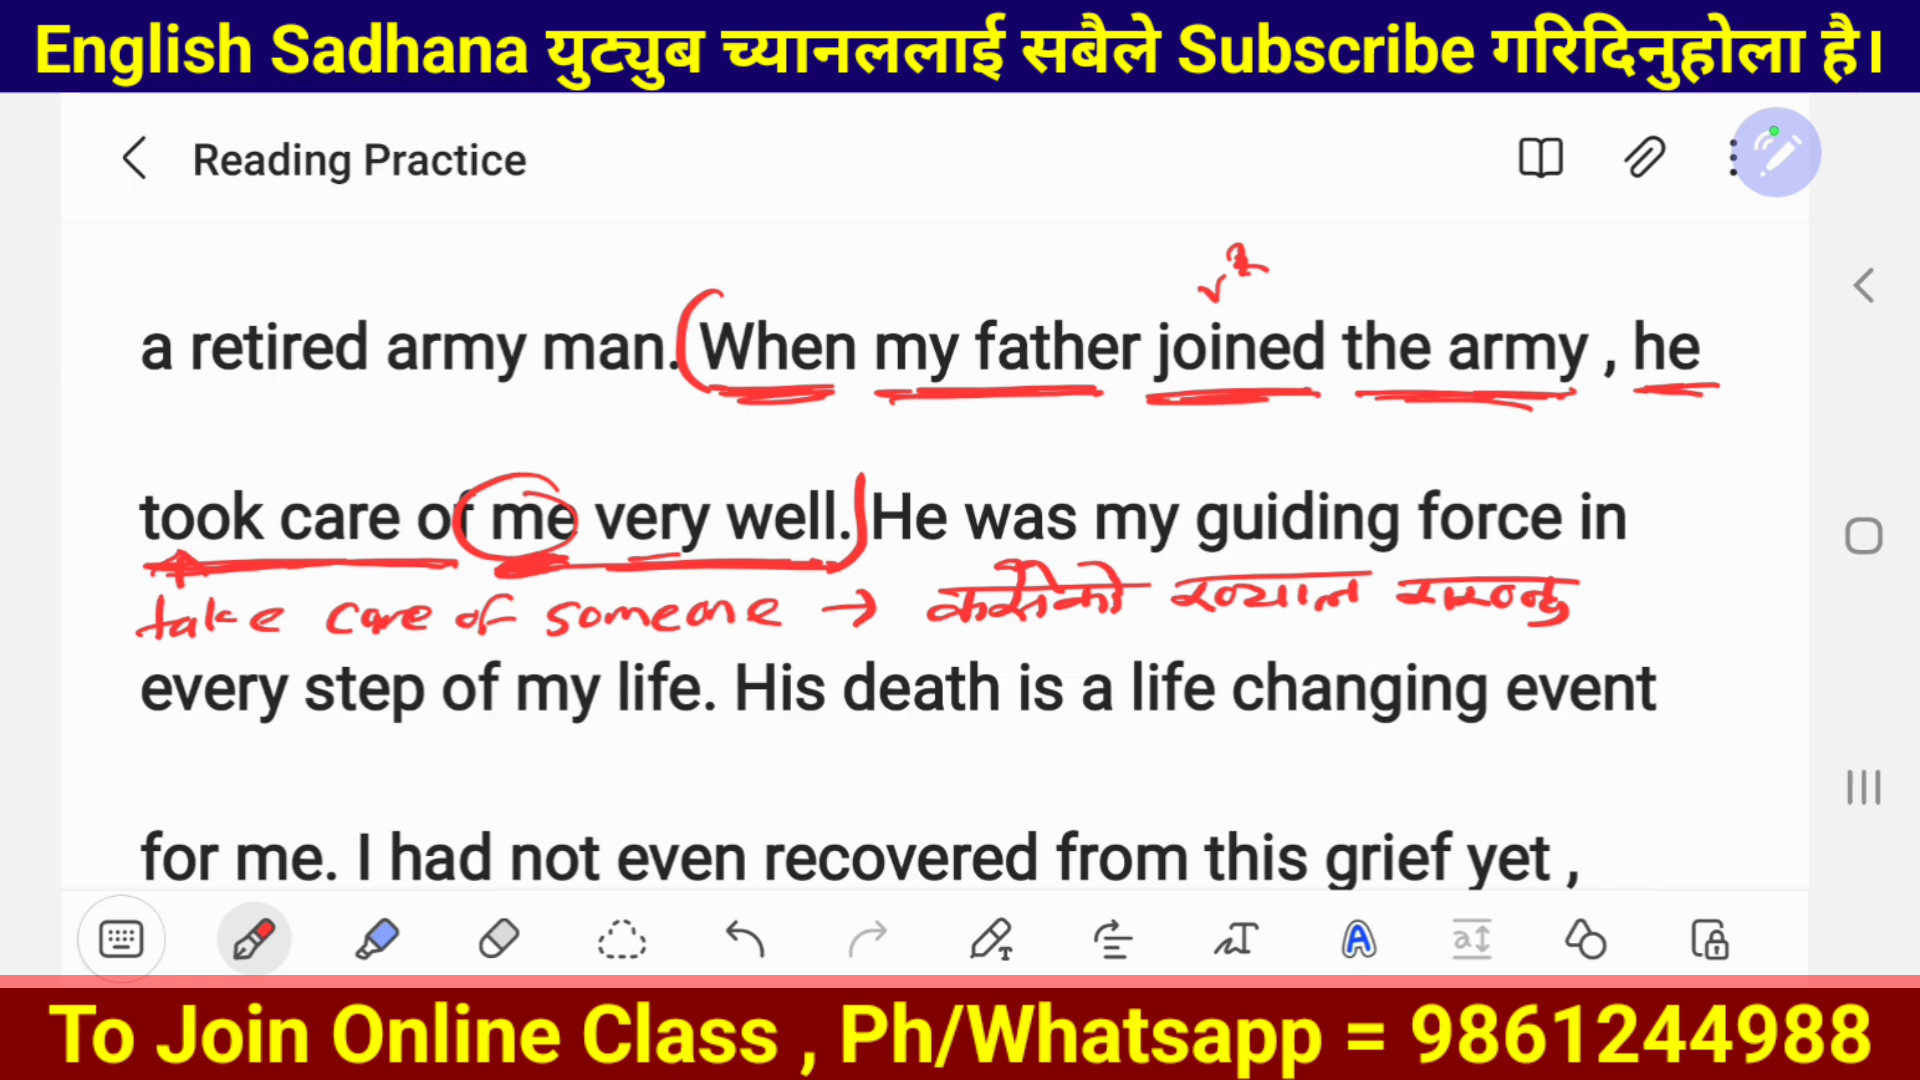 English Sadhana युट्युब च्यानललाई सबैले Subscribe गरिदिनुहोला है।
Reading Practice
v²
a retired army man. When my father joined the army , he
took care of me very well. He was my guiding force in
take care of someone → कसैको ख्याल राख्नु
every step of my life. His death is a life changing event
for me. I had not even recovered from this grief yet ,
To Join Online Class , Ph/Whatsapp = 9861244988